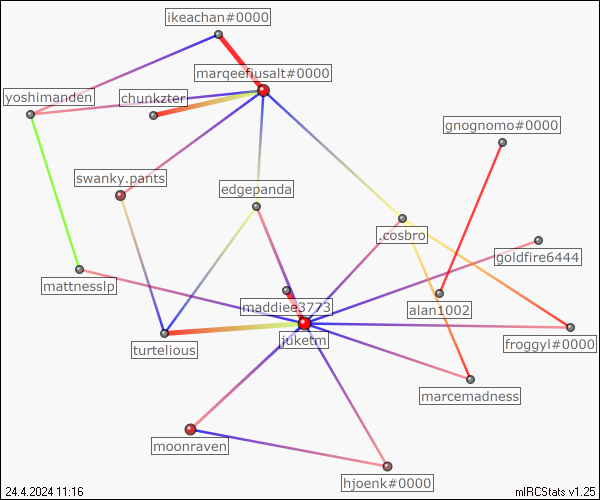 ikeachan#0000
marqeefiusalt#0000
yoshimanden
chunkzter
gnognomo#0000
swanky.pants
edgepanda
.cosbro
goldfire6444
mattnesslp
maddiee3773
alan1002
juketm
turtelious
froggyl#0000
marcemadness
moonraven
hjoenk#0000
24.4.2024 11:16
mIRCStats v1.25